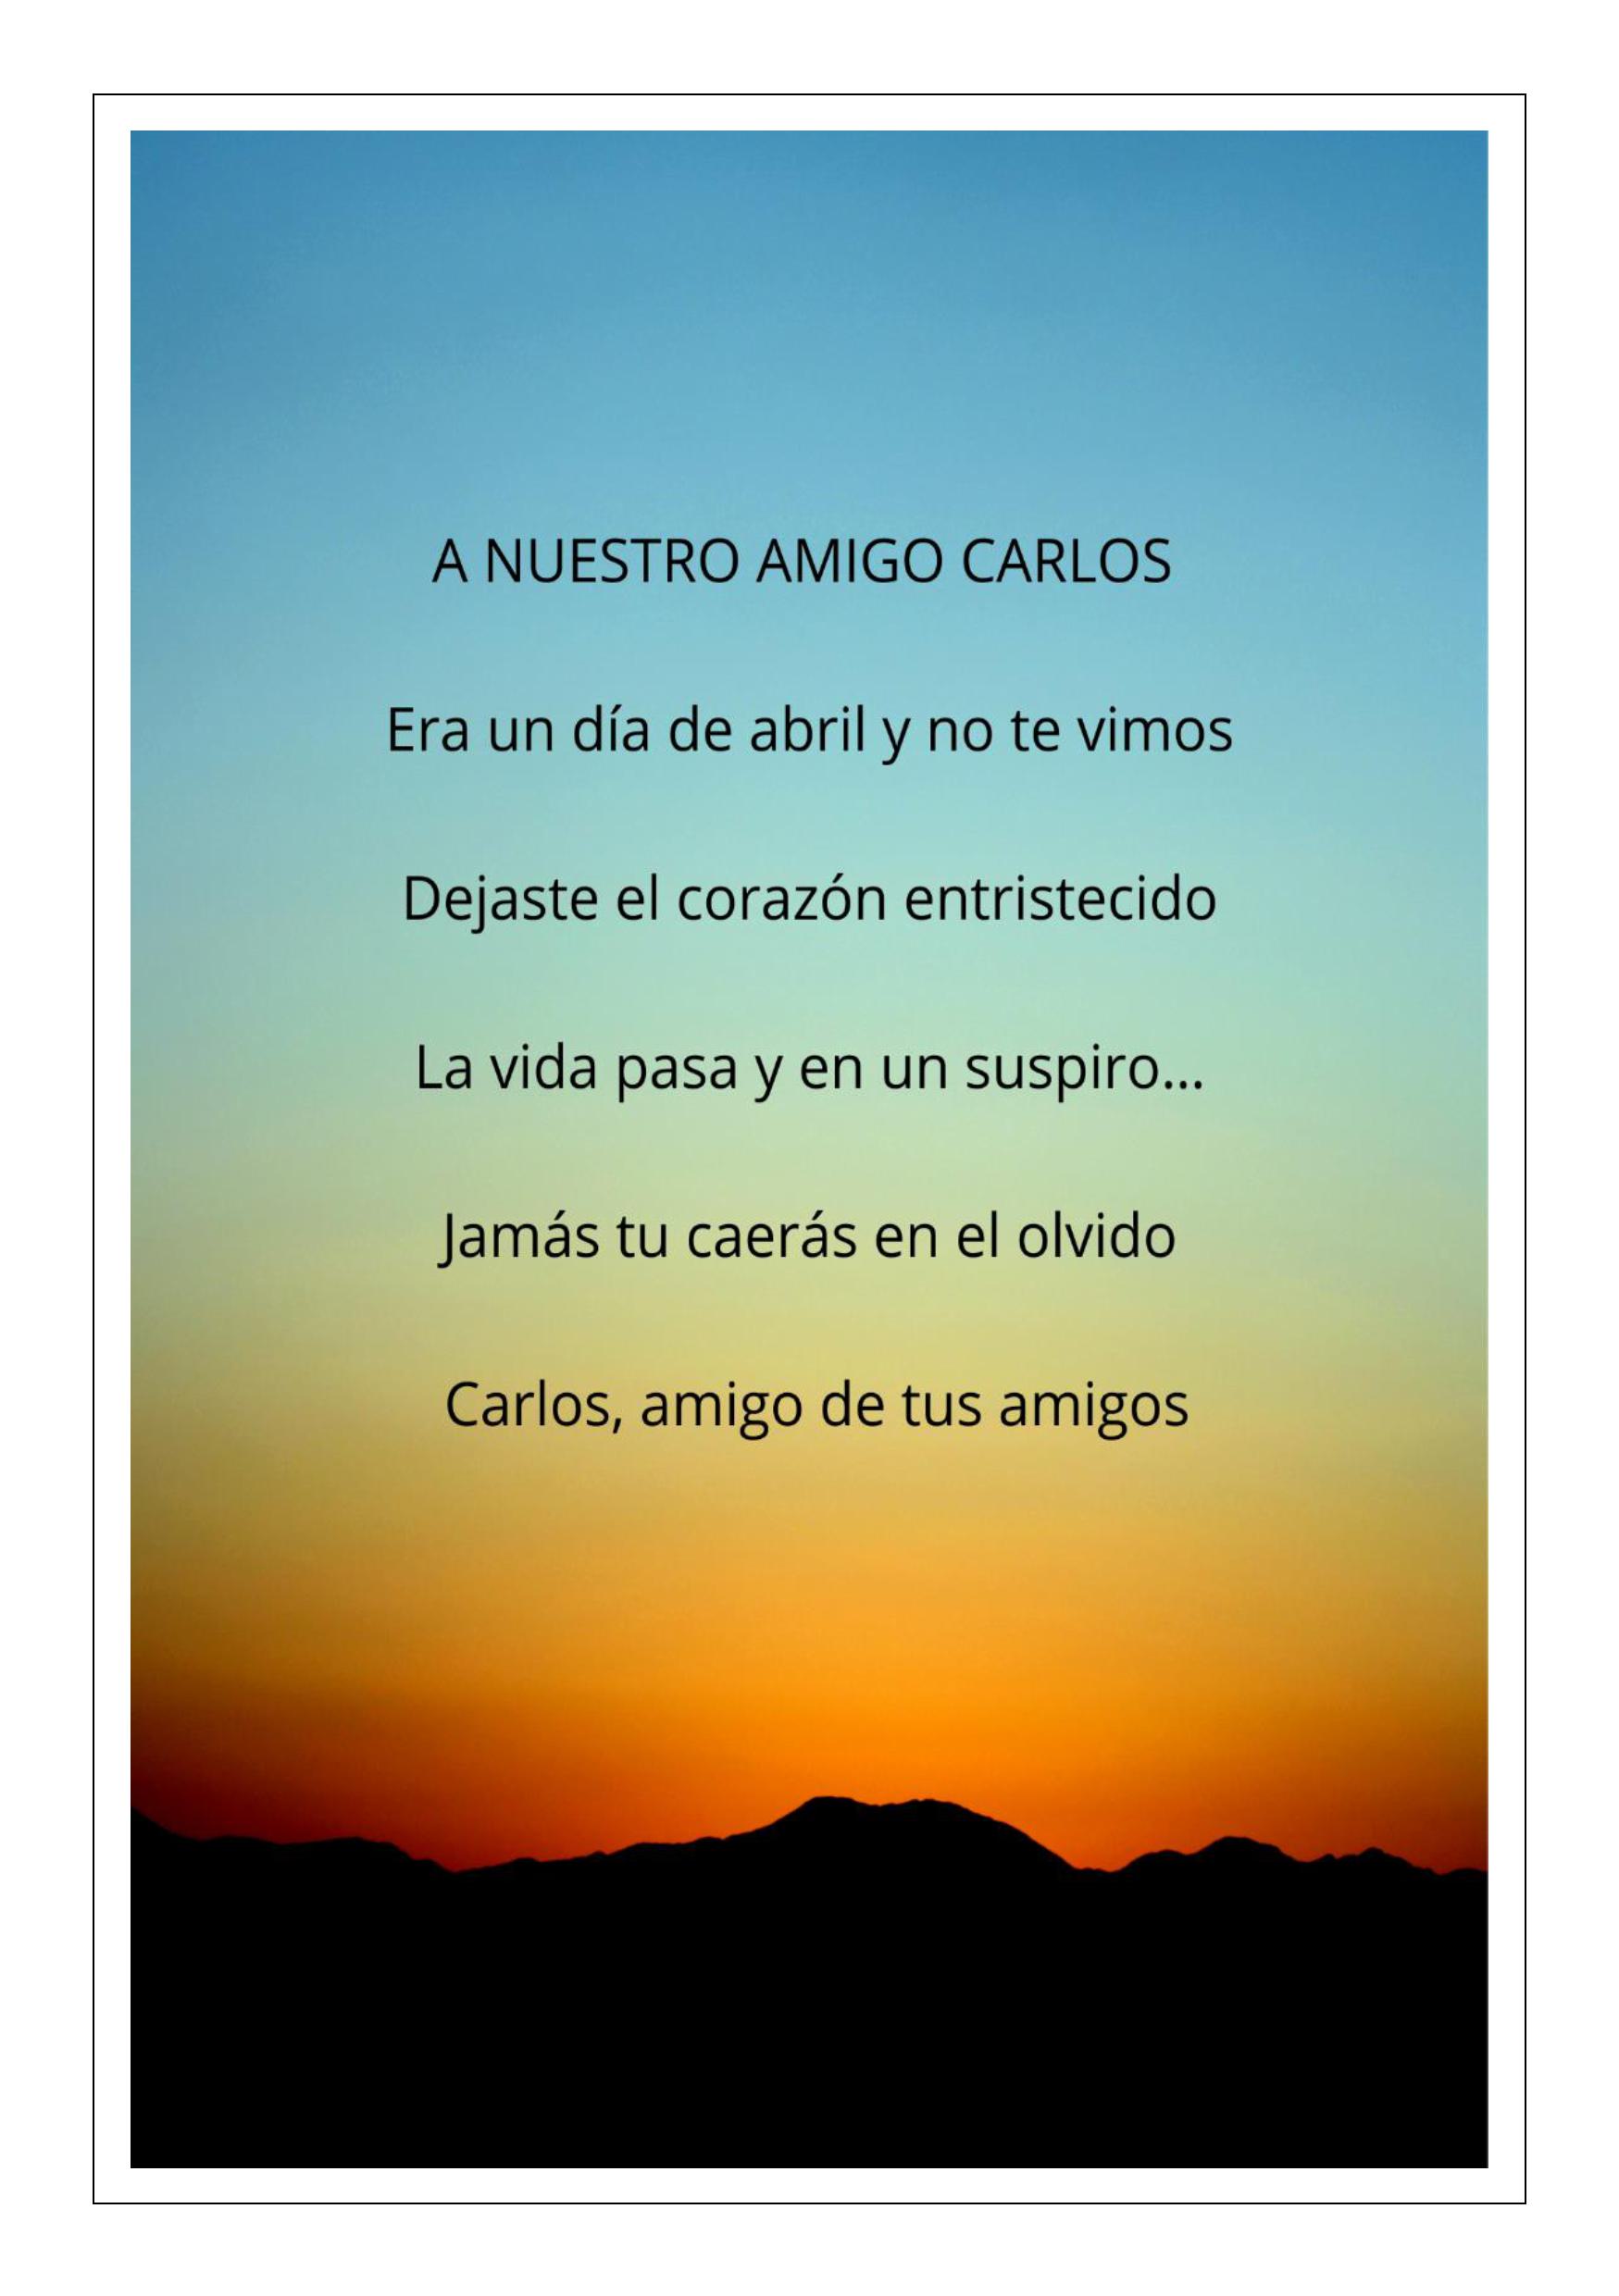 A NUESTRO AMIGO CARLOS
Era un día de abril y no te vimos
Dejaste el corazón entristecido
La vida pasa y en un suspiro...
Jamás tu caerás en el olvido
Carlos, amigo de tus amigos